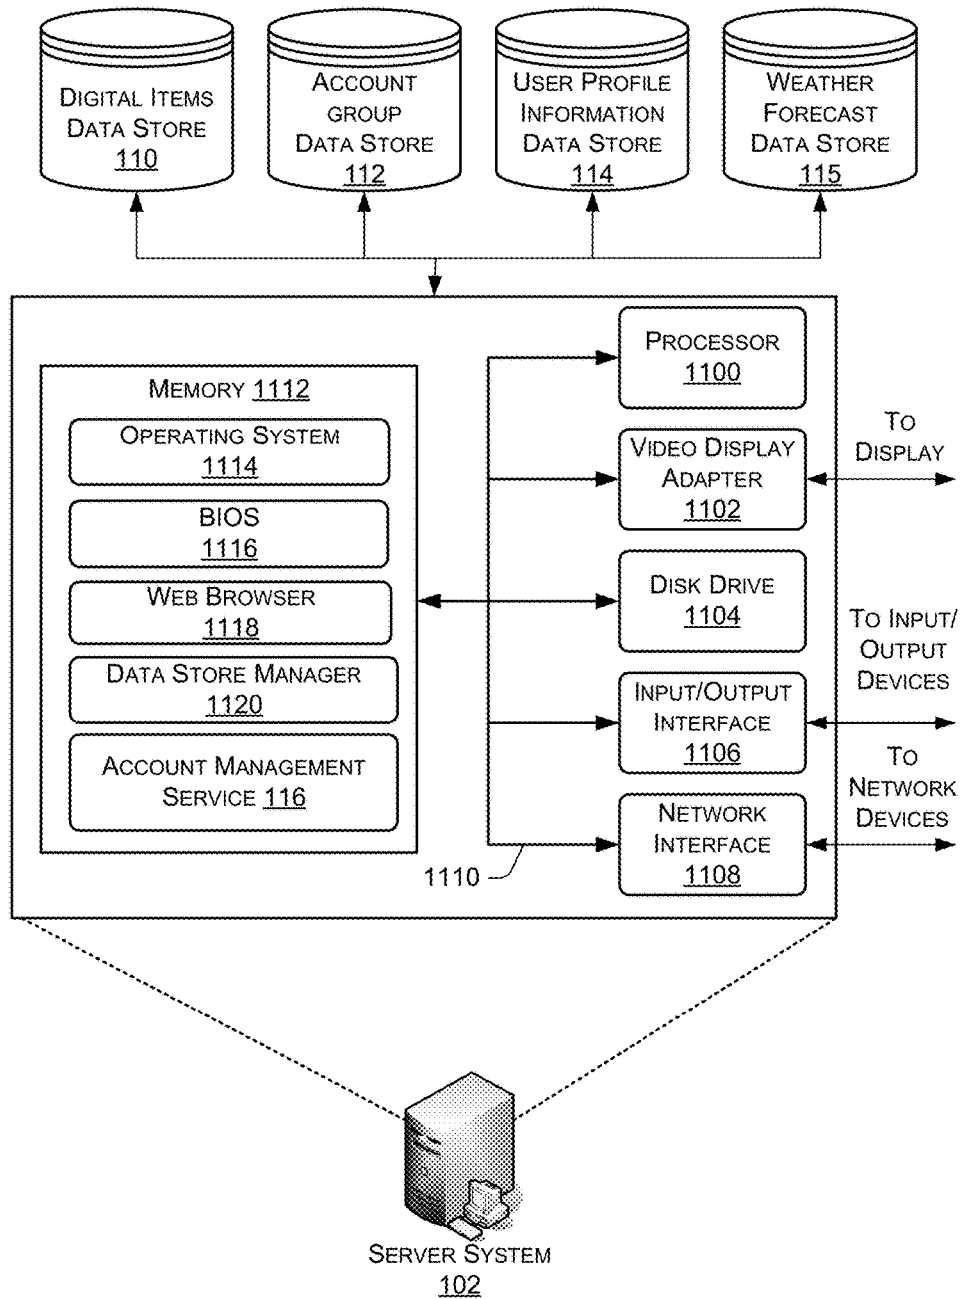 DIGITAL ITEMS
DATA STORE
110
ACCOUNT
GROUP
DATA STORE
112
USER PROFILE
INFORMATION
DATA STORE
114
WEATHER
FORECAST
DATA STORE
115
MEMORY 1112
OPERATING SYSTEM
1114
BIOS
1116
WEB BROWSER
1118
DATA STORE MANAGER
1120
ACCOUNT MANAGEMENT
SERVICE 116
PROCESSOR
1100
VIDEO DISPLAY
ADAPTER
1102
DISK DRIVE
1104
INPUT/OUTPUT
INTERFACE
1106
NETWORK
INTERFACE
1108
1110
TO
DISPLAY
TO INPUT/
OUTPUT
DEVICES
TO
NETWORK
DEVICES
SERVER SYSTEM
102